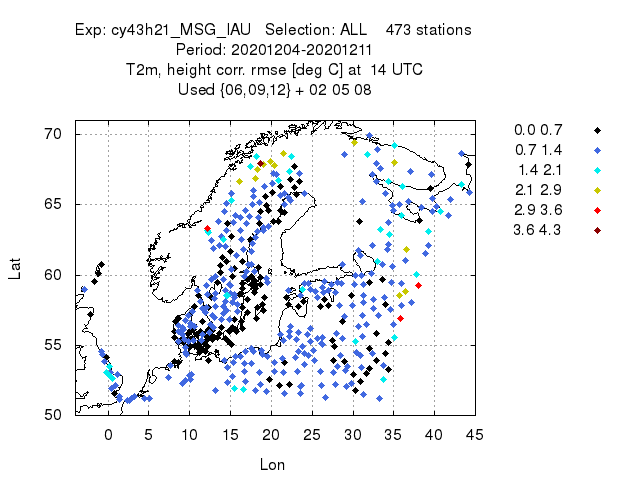 Exp: cy43h21_MSG_IAU   Selection: ALL    473 stations
Period: 20201204-20201211
T2m, height corr. rmse [deg C] at  14 UTC
Used {06,09,12} + 02 05 08
70
65
60
55
50
Lat
0 5 10 15 20 25 30 35 40 45
Lon
0.0 0.7
0.7 1.4
1.4 2.1
2.1 2.9
2.9 3.6
3.6 4.3